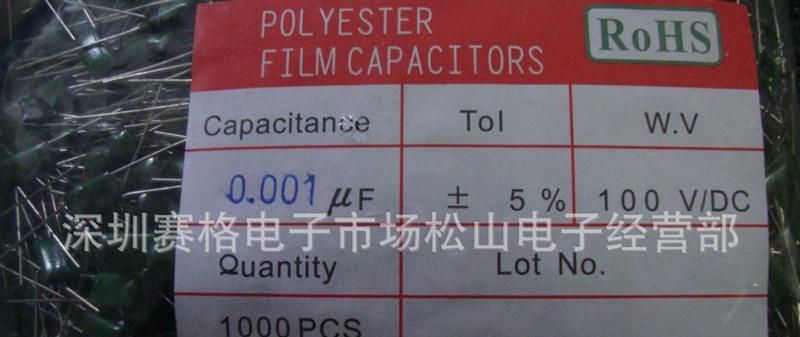 POLYESTER
FILM CAPACITORS
RoHS
Capacitance Tol W.V
0.001 μF ± 5% 100 V/DC
深圳赛格电子市场松山电子经营部
Quantity Lot No.
1000PCS